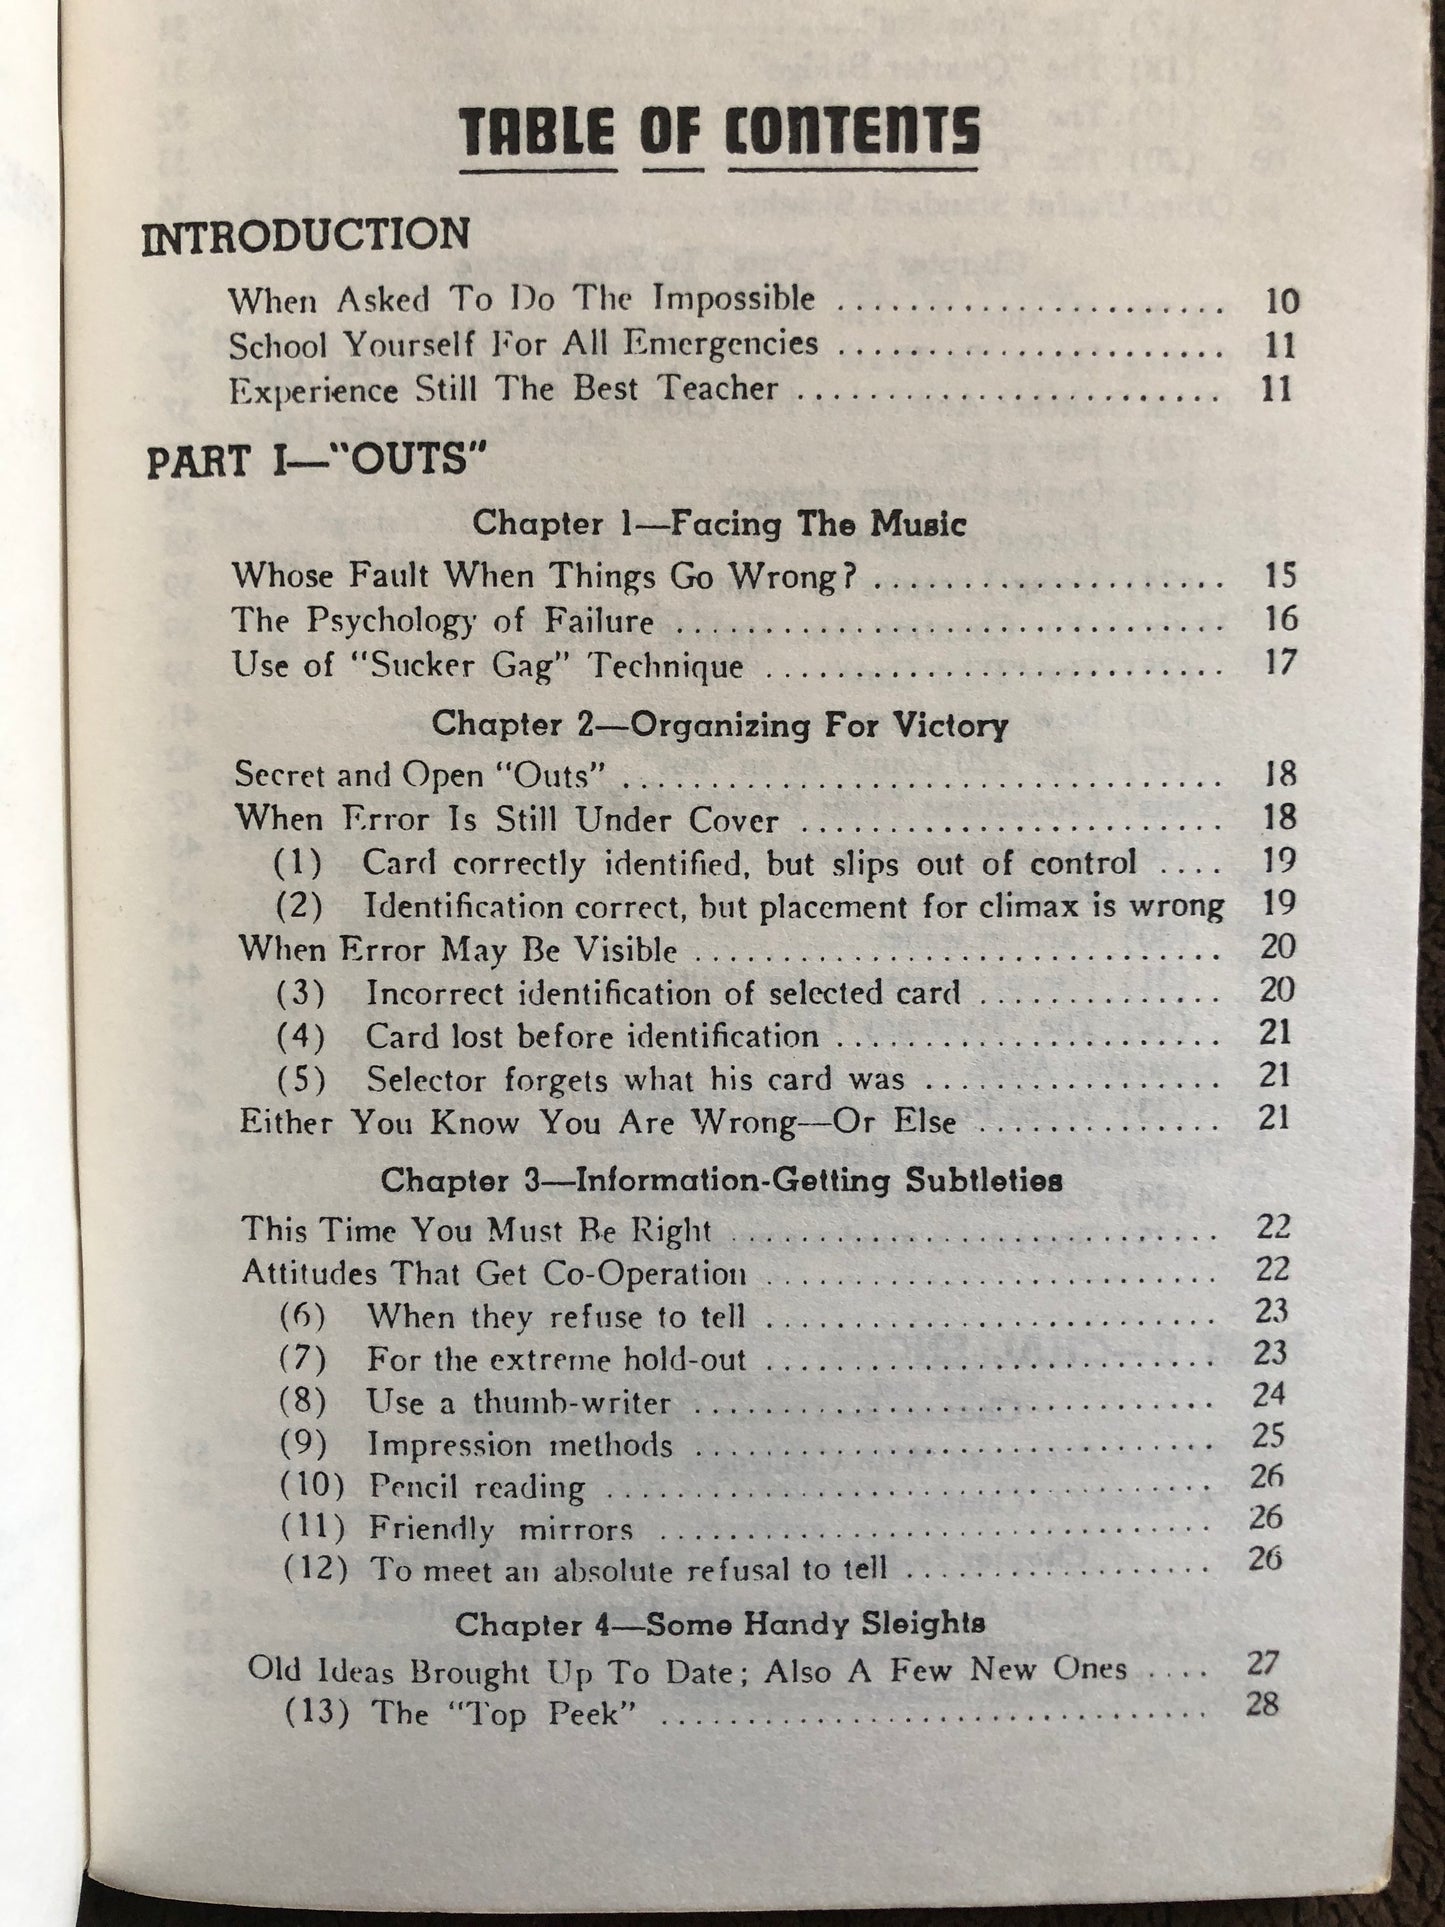 TABLE OF CONTENTS
INTRODUCTION
When Asked To Do The Impossible ...................... 10
School Yourself For All Emergencies ...................... 11
Experience Still The Best Teacher ........................ 11
PART I—"OUTS"
Chapter 1—Facing The Music
Whose Fault When Things Go Wrong? .................... 15
The Psychology of Failure ............................... 16
Use of "Sucker Gag" Technique .......................... 17
Chapter 2—Organizing For Victory
Secret and Open "Outs" .................................. 18
When Error Is Still Under Cover ........................ 18
(1) Card correctly identified, but slips out of control .... 19
(2) Identification correct, but placement for climax is wrong 19
When Error May Be Visible .............................. 20
(3) Incorrect identification of selected card .............. 20
(4) Card lost before identification ...................... 21
(5) Selector forgets what his card was ................. 21
Either You Know You Are Wrong—Or Else .............. 21
Chapter 3—Information-Getting Subtleties
This Time You Must Be Right ............................ 22
Attitudes That Get Co-Operation .......................... 22
(6) When they refuse to tell .......................... 23
(7) For the extreme hold-out .......................... 23
(8) Use a thumb-writer .............................. 24
(9) Impression methods .............................. 25
(10) Pencil reading ................................... 26
(11) Friendly mirrors ................................ 26
(12) To meet an absolute refusal to tell .................. 26
Chapter 4—Some Handy Sleights
Old Ideas Brought Up To Date; Also A Few New Ones .... 27
(13) The "Top Peek" ................................ 28